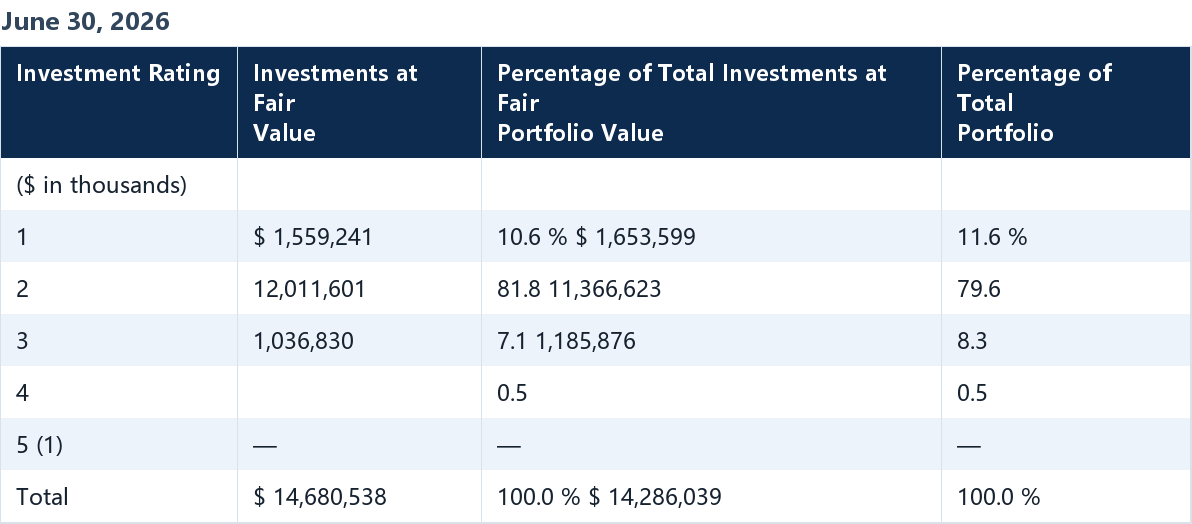 June 30, 2026
Investment Rating
Investments at
Fair
Value
Percentage of Total Investments at
Fair
Portfolio Value
Percentage of
Total
Portfolio
($ in thousands)
1 $ 1,559,241 10.6 % $ 1,653,599 11.6 %
2 12,011,601 81.8 11,366,623 79.6
3 1,036,830 7.1 1,185,876 8.3
4 0.5 0.5
5 (1) — — —
Total $ 14,680,538 100.0 % $ 14,286,039 100.0 %